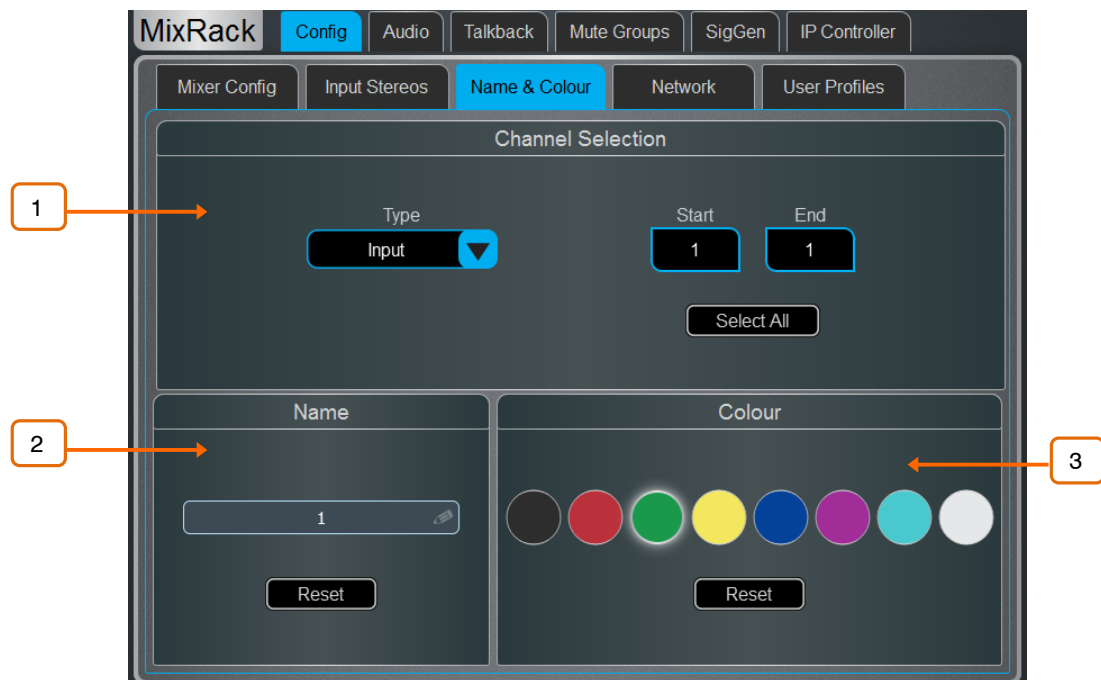 MixRack Config Audio Talkback Mute Groups SigGen IP Controller
Mixer Config Input Stereos Name & Colour Network User Profiles
Channel Selection
1
Type Start End
Input 1 1
Select All
Name Colour
2
3
1
Reset Reset